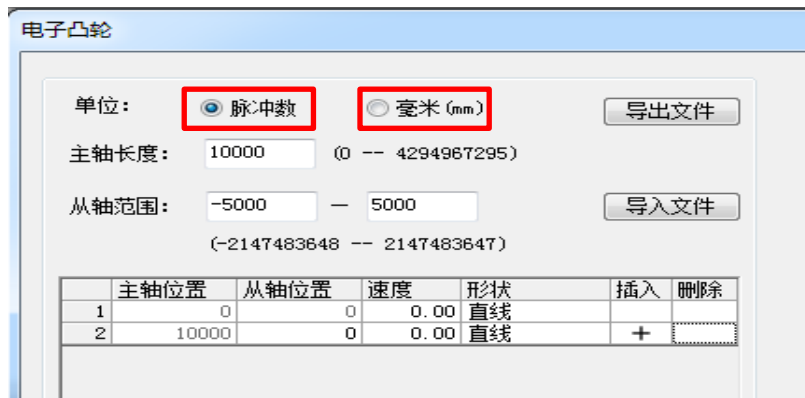 电子凸轮
单位: 脉冲数 毫米(mm) 导出文件
主轴长度: 10000 (0 -- 4294967295)
从轴范围: -5000 — 5000 导入文件
(-2147483648 -- 2147483647)
主轴位置 从轴位置 速度 形状 插入 删除
1 0 0 0.00 直线
2 10000 0 0.00 直线 +